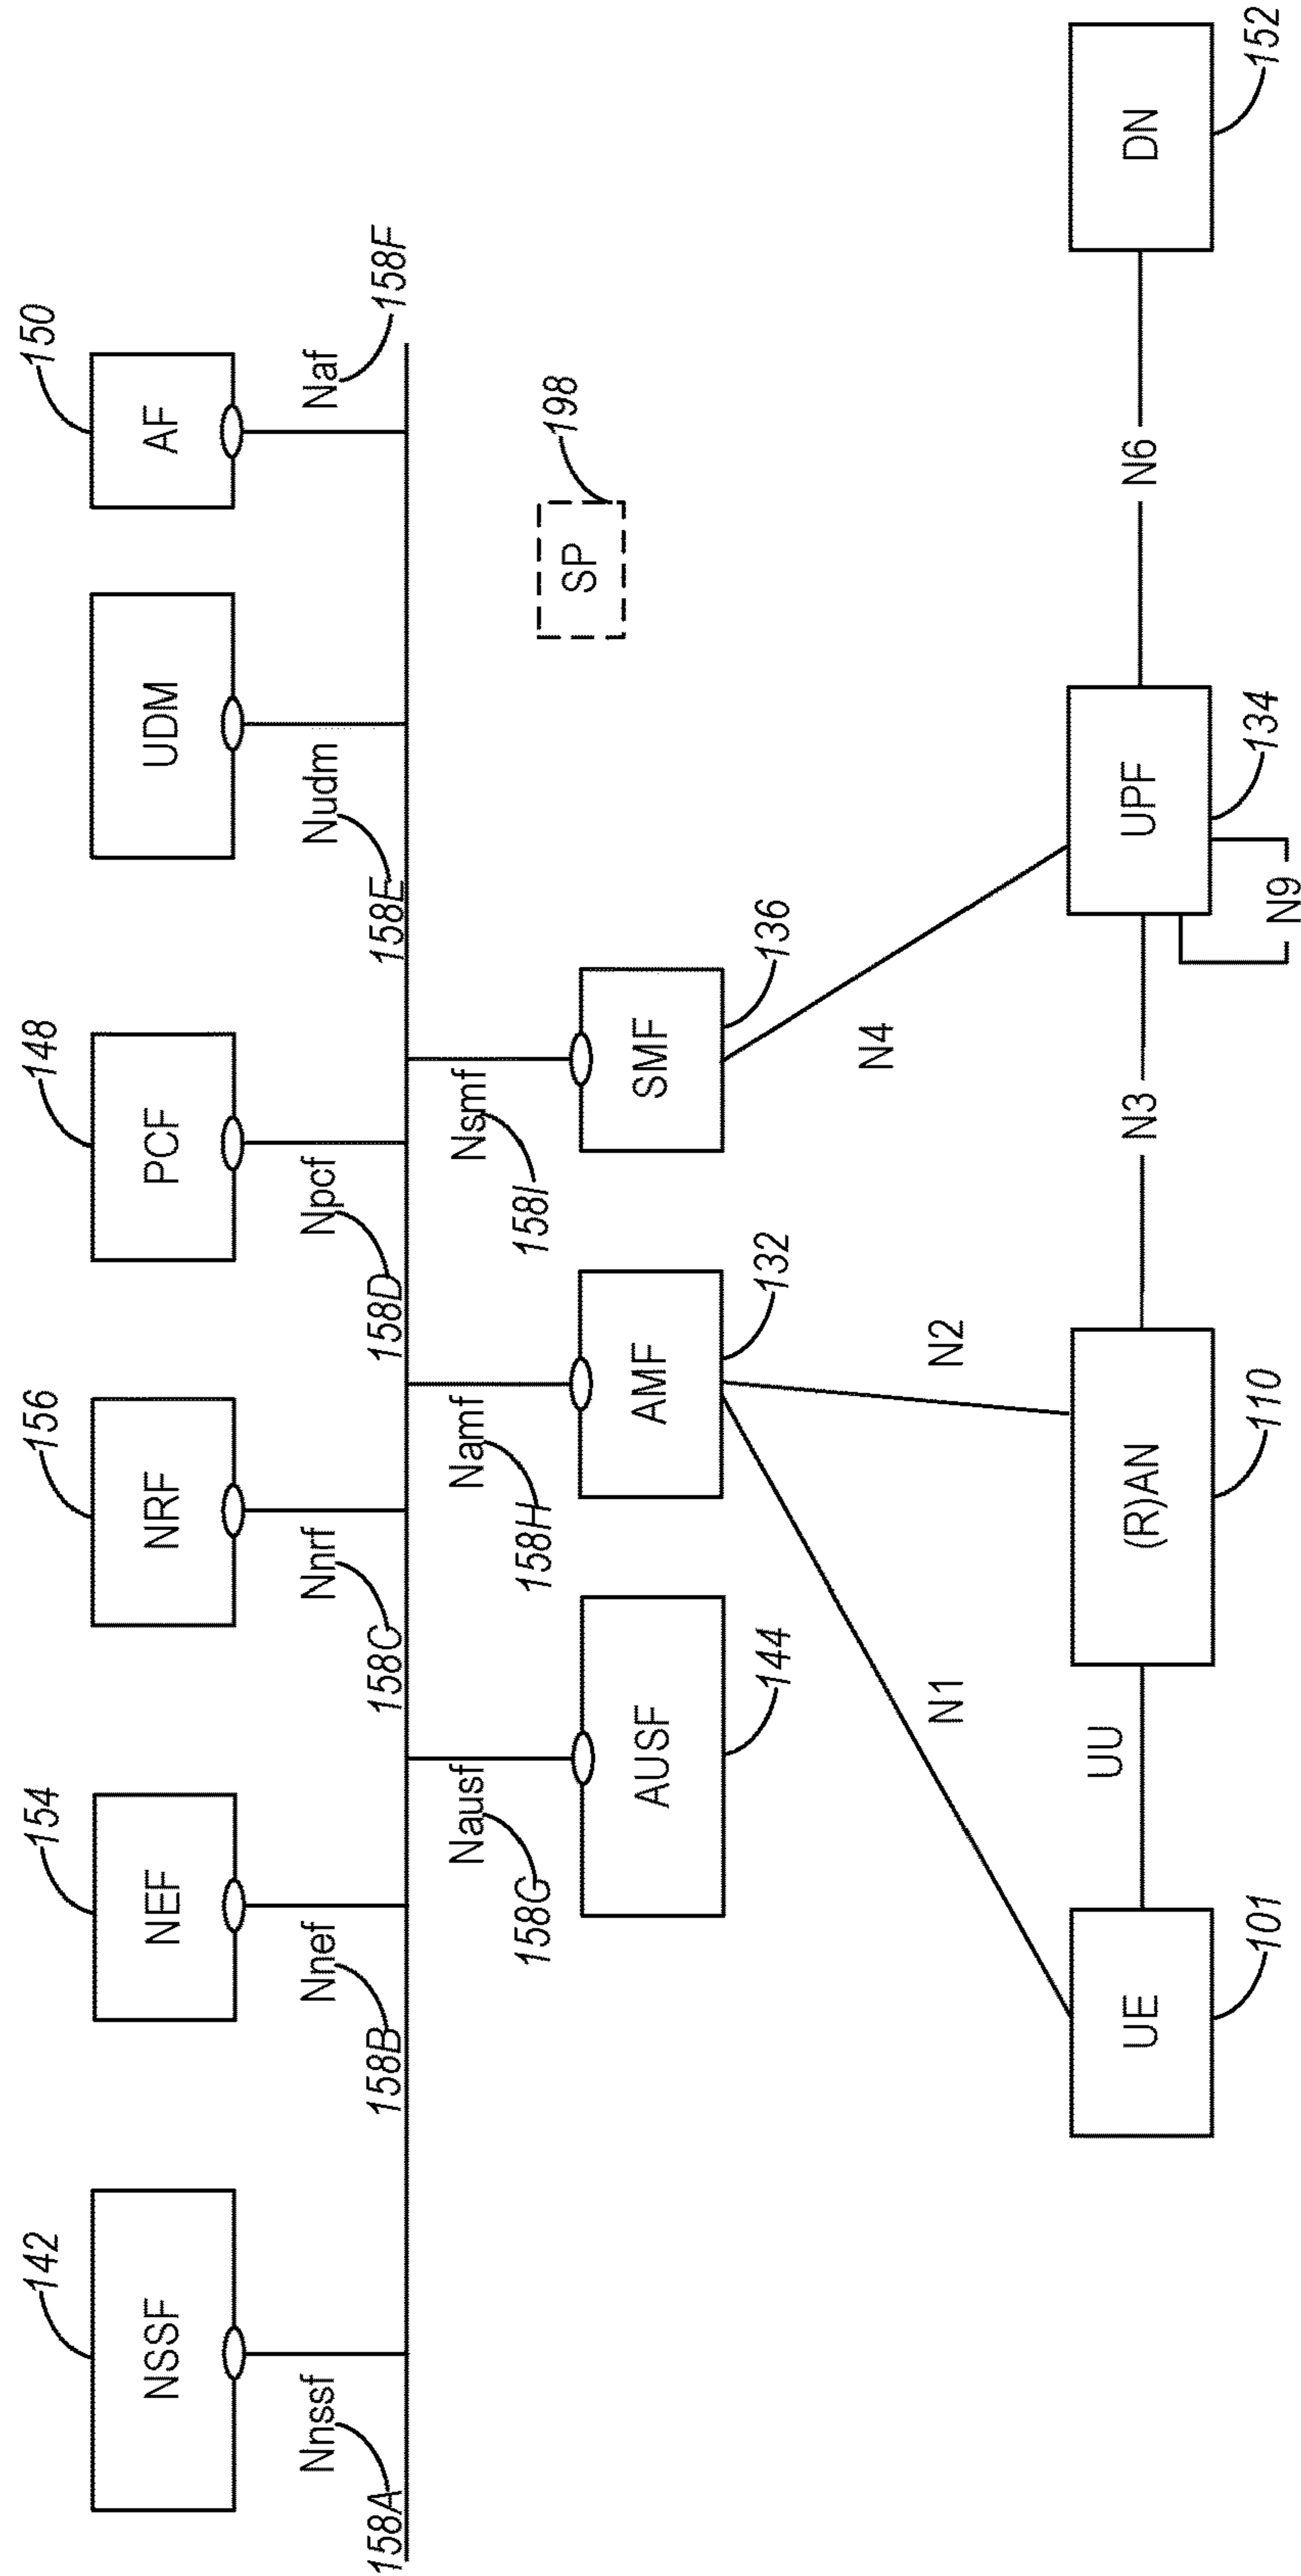 142
154
156
148
150
NSSF
NEF
NRF
PCF
UDM
AF
Nnssf
Nnef
Nnrf
Npcf
Nudm
Naf
158A
158B
158C
158D
158E
158F
Nausf
Namf
Nsmf
158G
158H
158I
198
SP
AUSF
AMF
SMF
144
132
136
N1
N2
N4
UE
UU
(R)AN
N3
UPF
N6
DN
101
110
134
152
N9